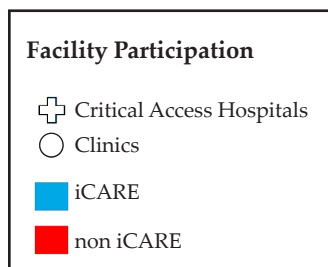 Facility Participation
Critical Access Hospitals
Clinics
iCARE
non iCARE